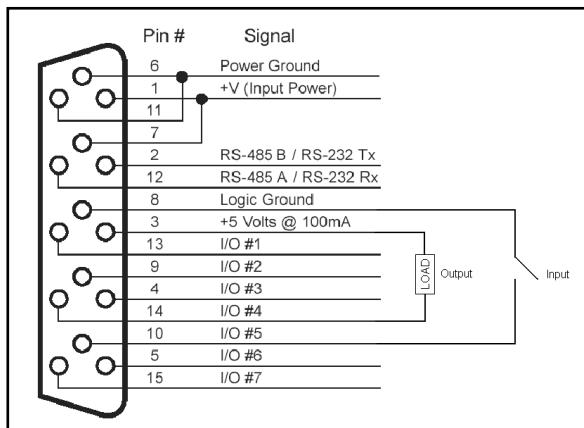 Pin # Signal
6 Power Ground
1 +V (Input Power)
11
7
2 RS-485 B / RS-232 Tx
12 RS-485 A / RS-232 Rx
8 Logic Ground
3 +5 Volts @ 100mA
13 I/O #1
9 I/O #2
4 I/O #3
14 I/O #4
10 I/O #5
5 I/O #6
15 I/O #7
LOAD Output
Input